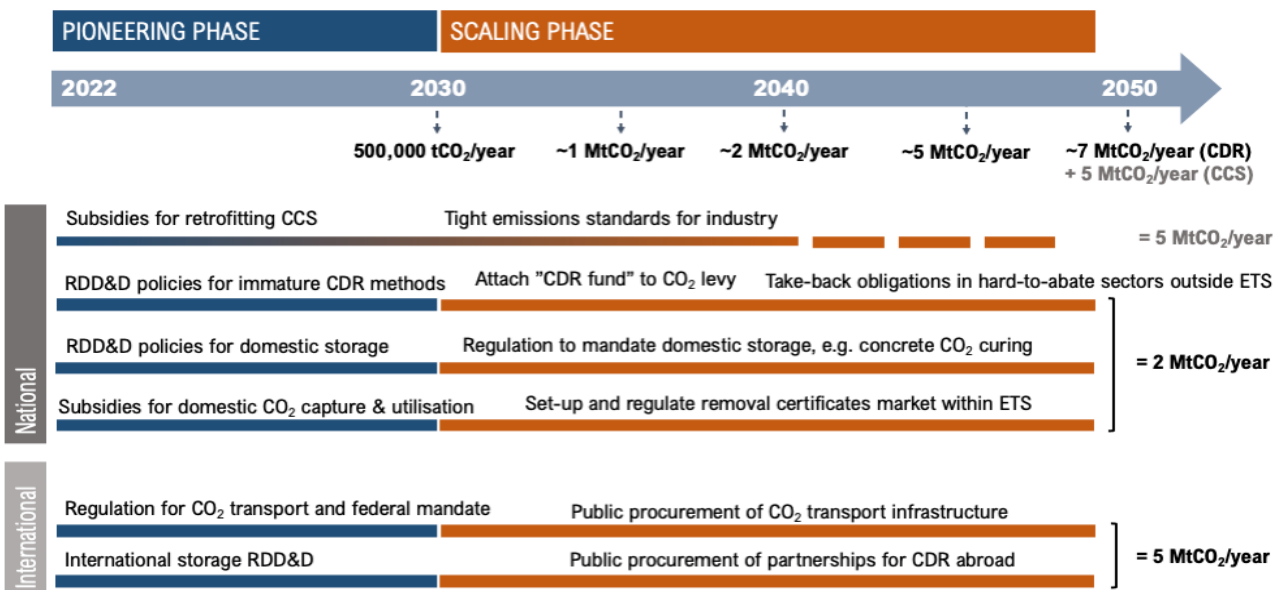 PIONEERING PHASE
SCALING PHASE
2022
2030
2040
2050
500,000 tCO₂/year
~1 MtCO₂/year
~2 MtCO₂/year
~5 MtCO₂/year
~7 MtCO₂/year (CDR)
+ 5 MtCO₂/year (CCS)
National
Subsidies for retrofitting CCS
Tight emissions standards for industry
= 5 MtCO₂/year
RDD&D policies for immature CDR methods
Attach ”CDR fund” to CO₂ levy
Take-back obligations in hard-to-abate sectors outside ETS
RDD&D policies for domestic storage
Regulation to mandate domestic storage, e.g. concrete CO₂ curing
= 2 MtCO₂/year
Subsidies for domestic CO₂ capture & utilisation
Set-up and regulate removal certificates market within ETS
International
Regulation for CO₂ transport and federal mandate
Public procurement of CO₂ transport infrastructure
= 5 MtCO₂/year
International storage RDD&D
Public procurement of partnerships for CDR abroad